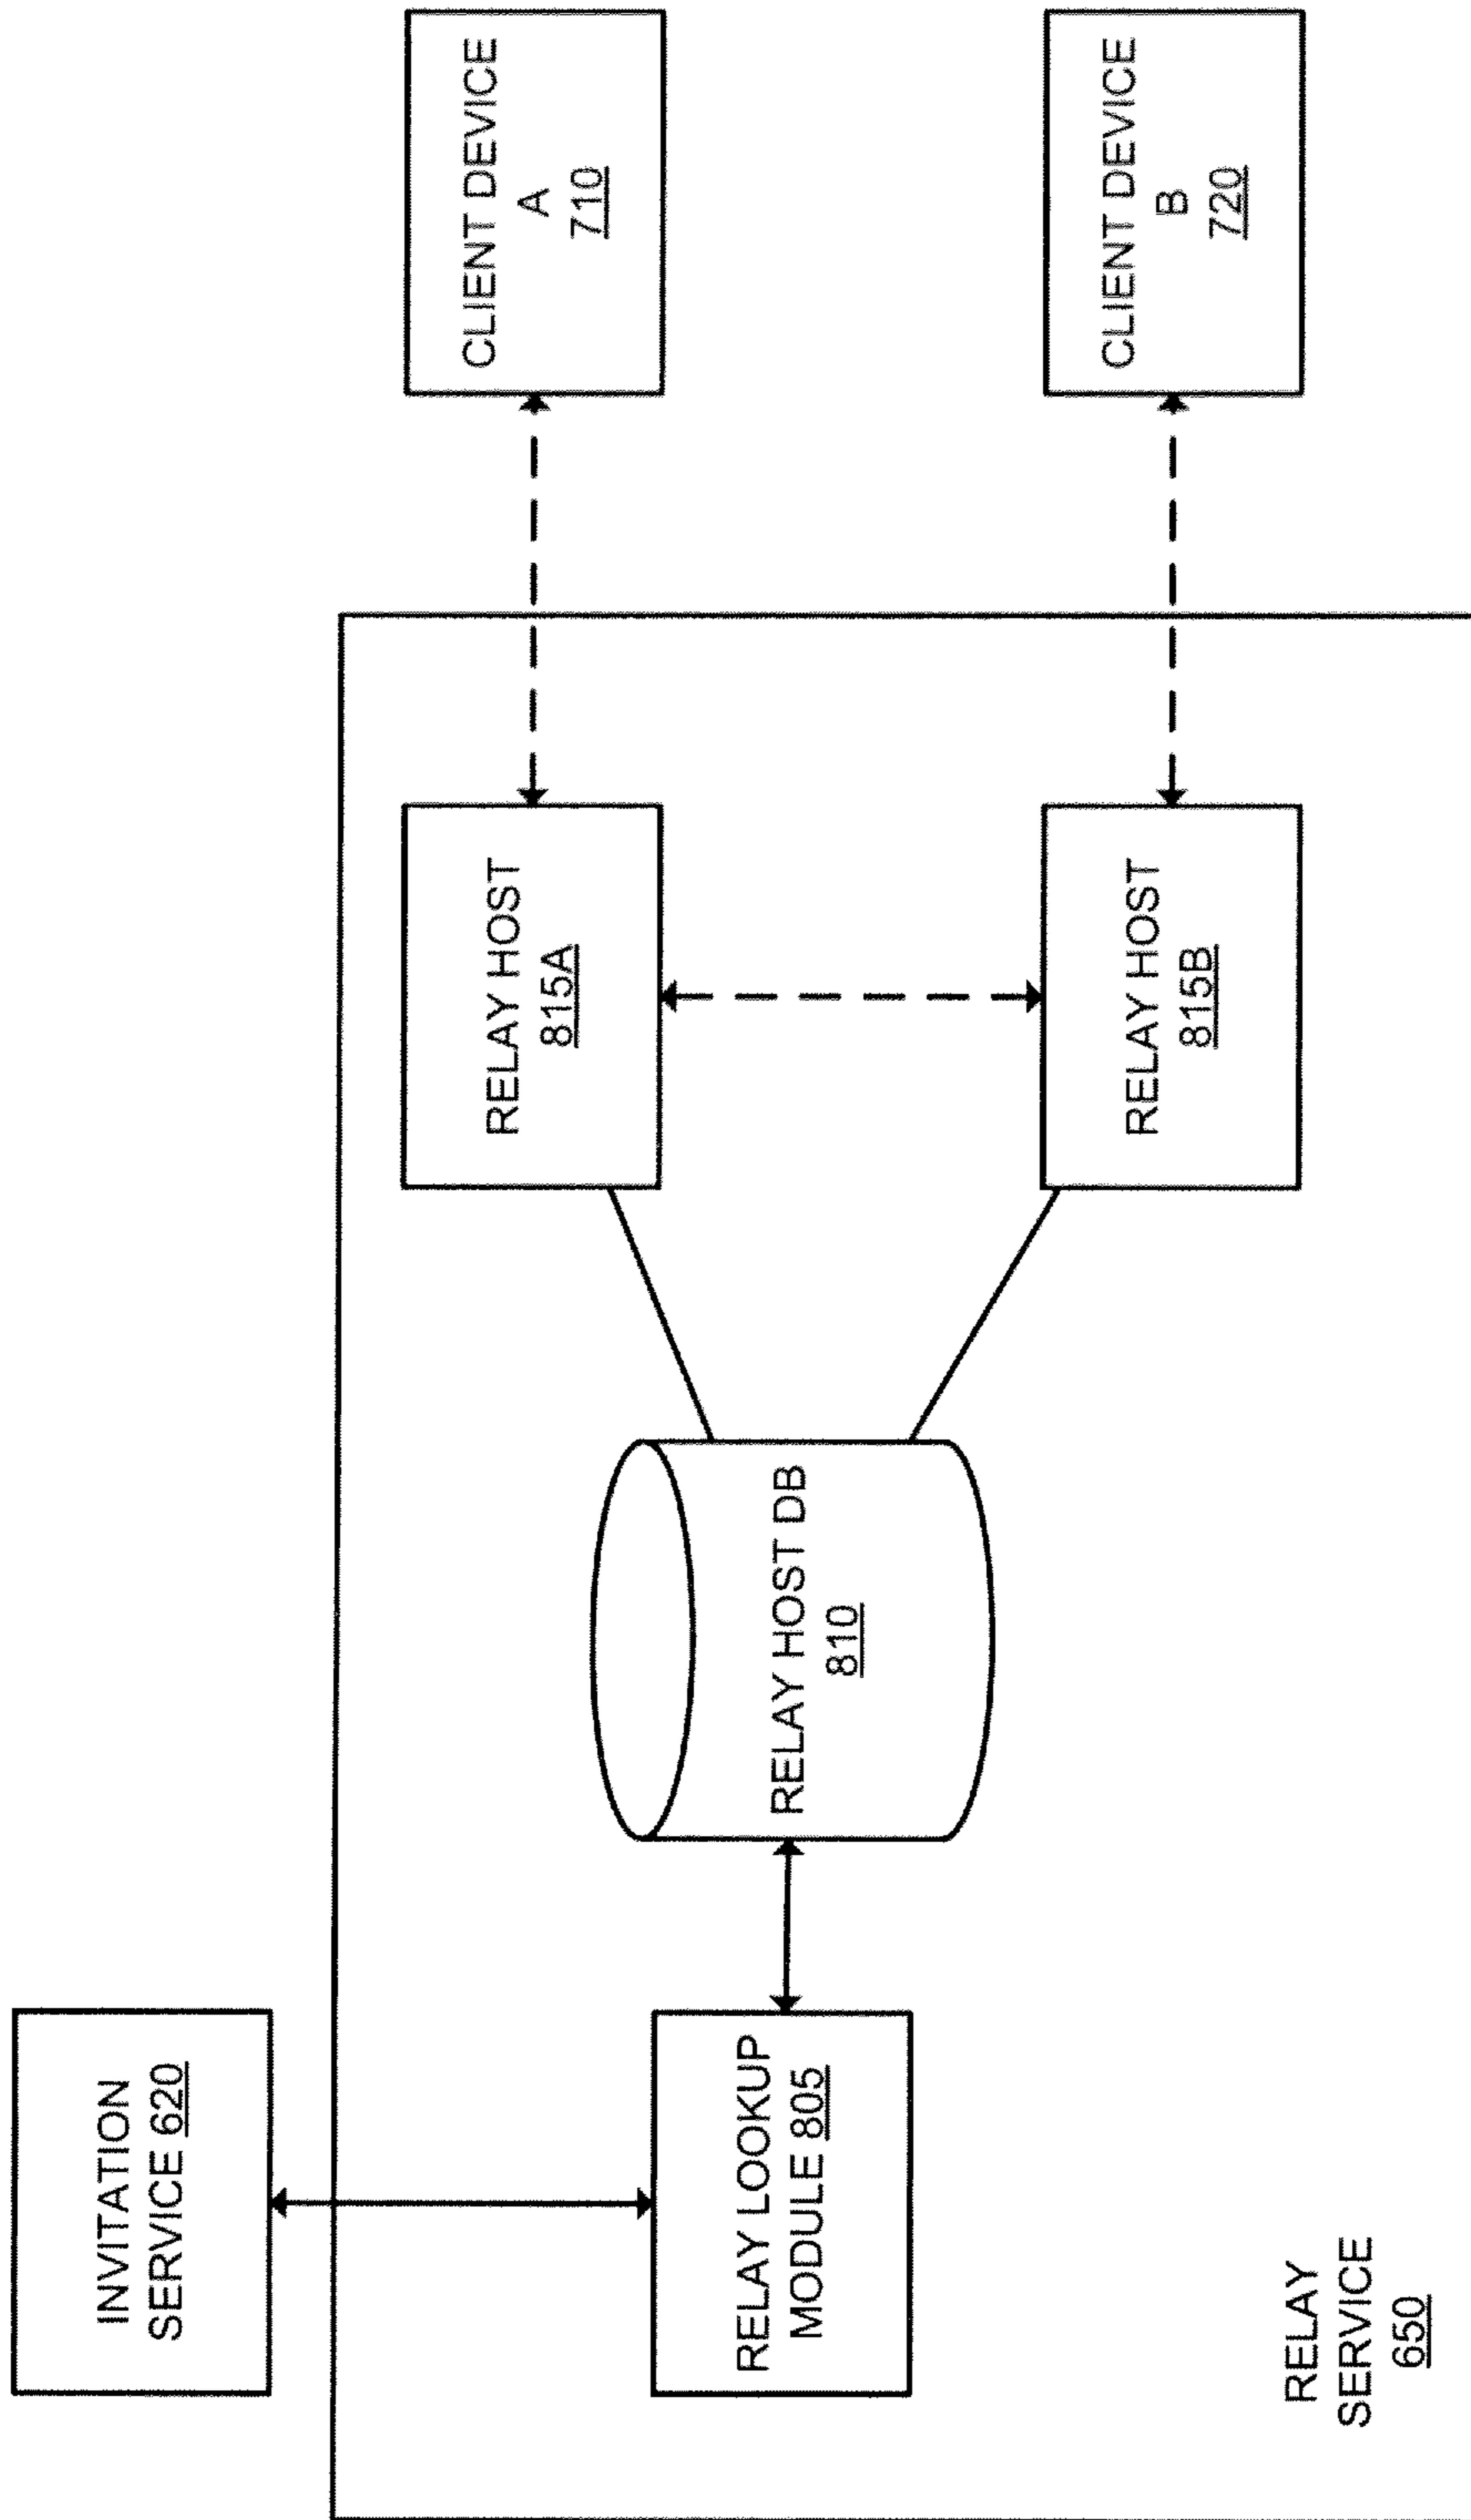 INVITATION
SERVICE 620
RELAY LOOKUP
MODULE 805
RELAY HOST DB
810
RELAY HOST
815A
RELAY HOST
815B
CLIENT DEVICE
A
710
CLIENT DEVICE
B
720
RELAY
SERVICE
650